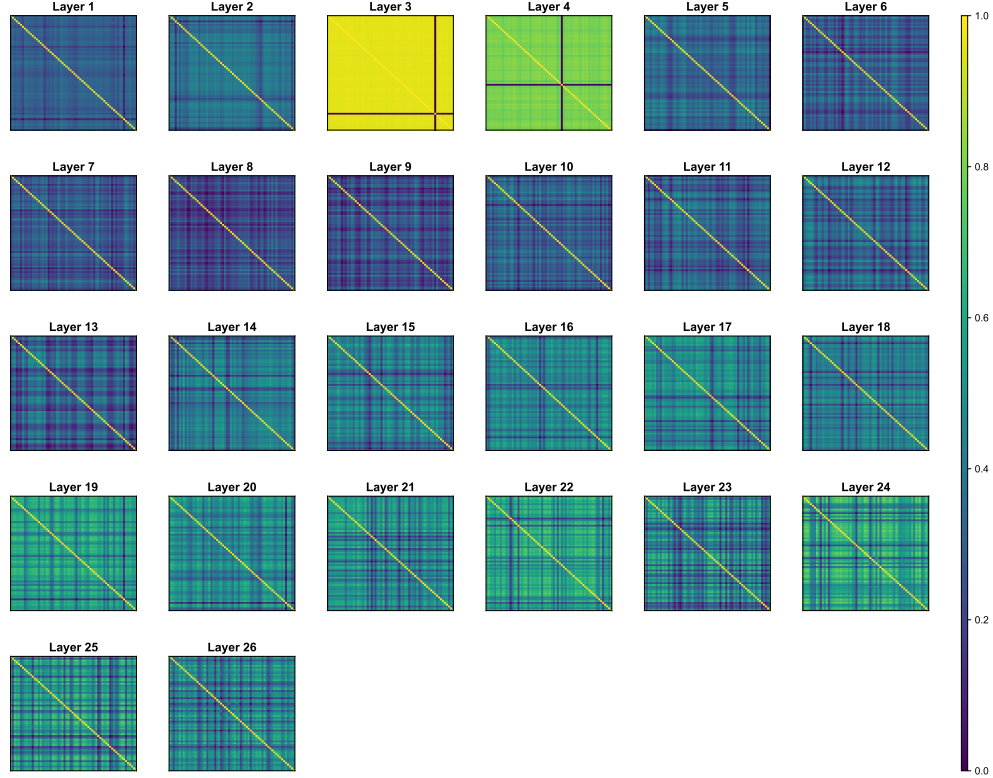 Layer 1
Layer 2
Layer 3
Layer 4
Layer 5
Layer 6
Layer 7
Layer 8
Layer 9
Layer 10
Layer 11
Layer 12
Layer 13
Layer 14
Layer 15
Layer 16
Layer 17
Layer 18
Layer 19
Layer 20
Layer 21
Layer 22
Layer 23
Layer 24
Layer 25
Layer 26
1.0
0.8
0.6
0.4
0.2
0.0